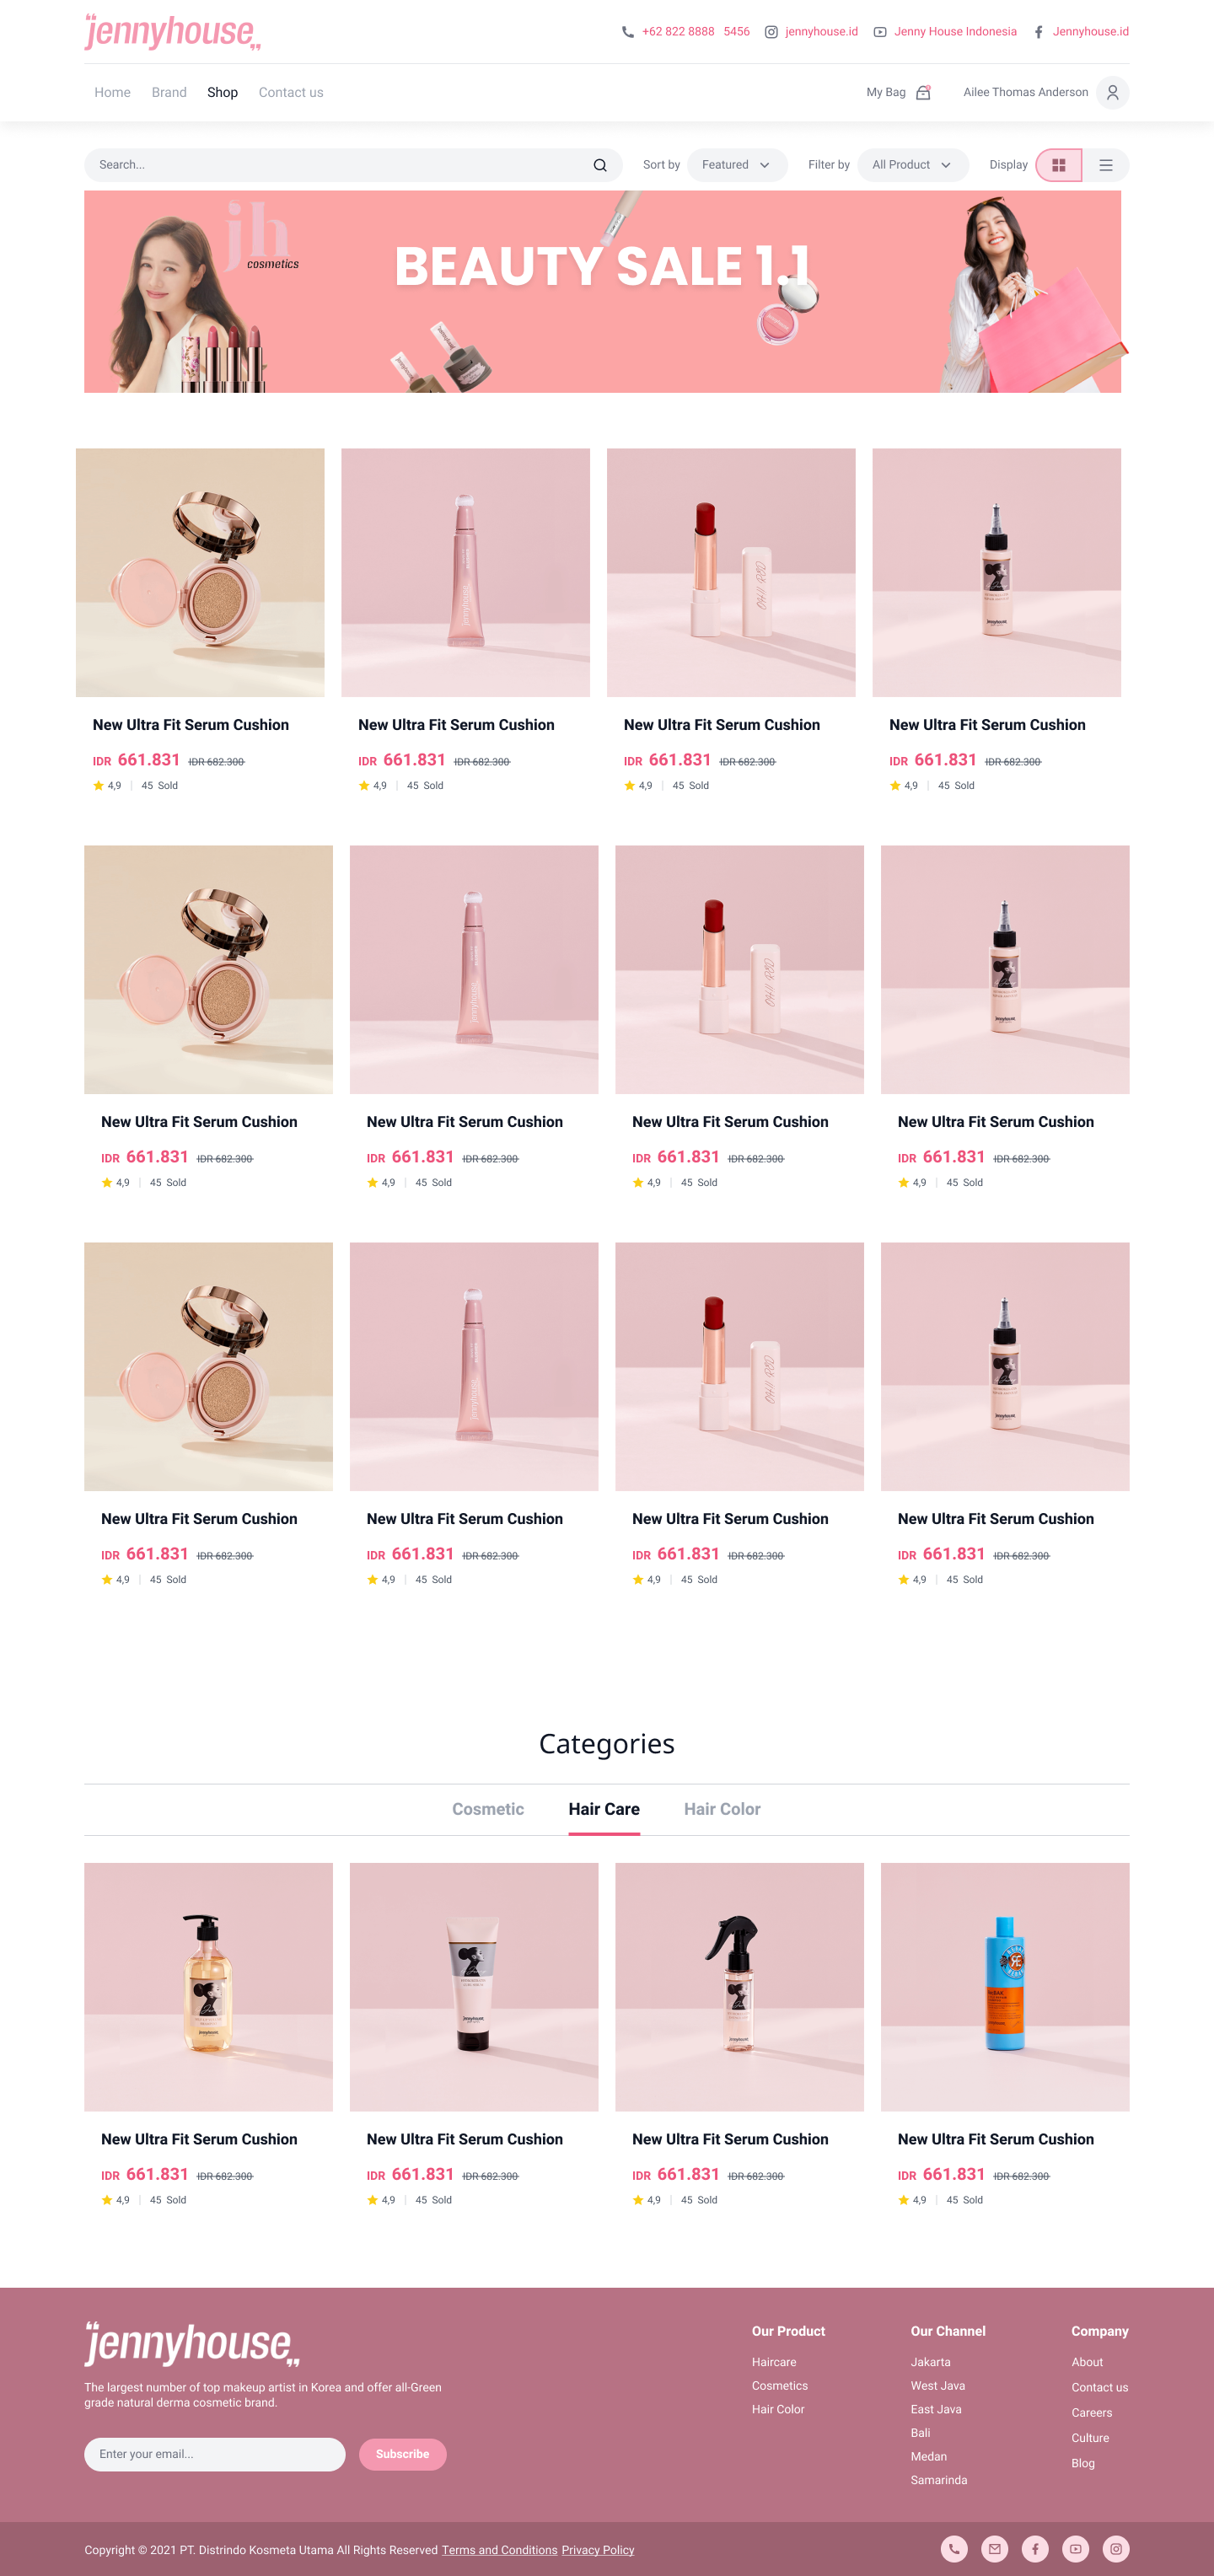 jennyhouse
+62 822 8888 5456 jennyhouse.id Jenny House Indonesia Jennyhouse.id
Home Brand Shop Contact us My Bag Ailee Thomas Anderson
Search... Sort by Featured Filter by All Product Display
jh
cosmetics
BEAUTY SALE 1.1
New Ultra Fit Serum Cushion New Ultra Fit Serum Cushion New Ultra Fit Serum Cushion New Ultra Fit Serum Cushion
IDR 661.831 IDR 682.300 IDR 661.831 IDR 682.300 IDR 661.831 IDR 682.300 IDR 661.831 IDR 682.300
4,9 45 Sold 4,9 45 Sold 4,9 45 Sold 4,9 45 Sold
New Ultra Fit Serum Cushion New Ultra Fit Serum Cushion New Ultra Fit Serum Cushion New Ultra Fit Serum Cushion
IDR 661.831 IDR 682.300 IDR 661.831 IDR 682.300 IDR 661.831 IDR 682.300 IDR 661.831 IDR 682.300
4,9 45 Sold 4,9 45 Sold 4,9 45 Sold 4,9 45 Sold
New Ultra Fit Serum Cushion New Ultra Fit Serum Cushion New Ultra Fit Serum Cushion New Ultra Fit Serum Cushion
IDR 661.831 IDR 682.300 IDR 661.831 IDR 682.300 IDR 661.831 IDR 682.300 IDR 661.831 IDR 682.300
4,9 45 Sold 4,9 45 Sold 4,9 45 Sold 4,9 45 Sold
Categories
Cosmetic Hair Care Hair Color
New Ultra Fit Serum Cushion New Ultra Fit Serum Cushion New Ultra Fit Serum Cushion New Ultra Fit Serum Cushion
IDR 661.831 IDR 682.300 IDR 661.831 IDR 682.300 IDR 661.831 IDR 682.300 IDR 661.831 IDR 682.300
4,9 45 Sold 4,9 45 Sold 4,9 45 Sold 4,9 45 Sold
jennyhouse
The largest number of top makeup artist in Korea and offer all-Green
grade natural derma cosmetic brand.
Enter your email... Subscribe
Our Product
Haircare
Cosmetics
Hair Color
Our Channel
Jakarta
West Java
East Java
Bali
Medan
Samarinda
Company
About
Contact us
Careers
Culture
Blog
Copyright © 2021 PT. Distrindo Kosmeta Utama All Rights Reserved Terms and Conditions Privacy Policy